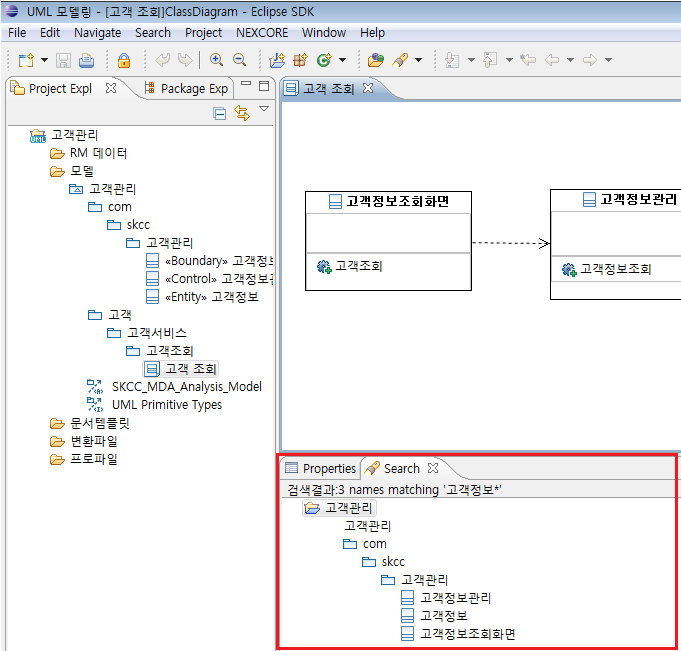 UML 모델링 - [고객 조회]ClassDiagram - Eclipse SDK
File Edit Navigate Search Project NEXCORE Window Help
Project Expl Package Exp
고객 조회
고객관리
UML
RM 데이터
모델
고객관리
com
skcc
고객관리
«Boundary» 고객정보
«Control» 고객정보관
«Entity» 고객정보
고객
고객서비스
고객조회
고객 조회
SKCC_MDA_Analysis_Model
UML Primitive Types
문서템플릿
변환파일
프로파일
고객정보조회화면
고객조회
고객정보관리
고객정보조회
Properties Search
검색결과:3 names matching '고객정보*'
고객관리
고객관리
com
skcc
고객관리
고객정보관리
고객정보
고객정보조회화면